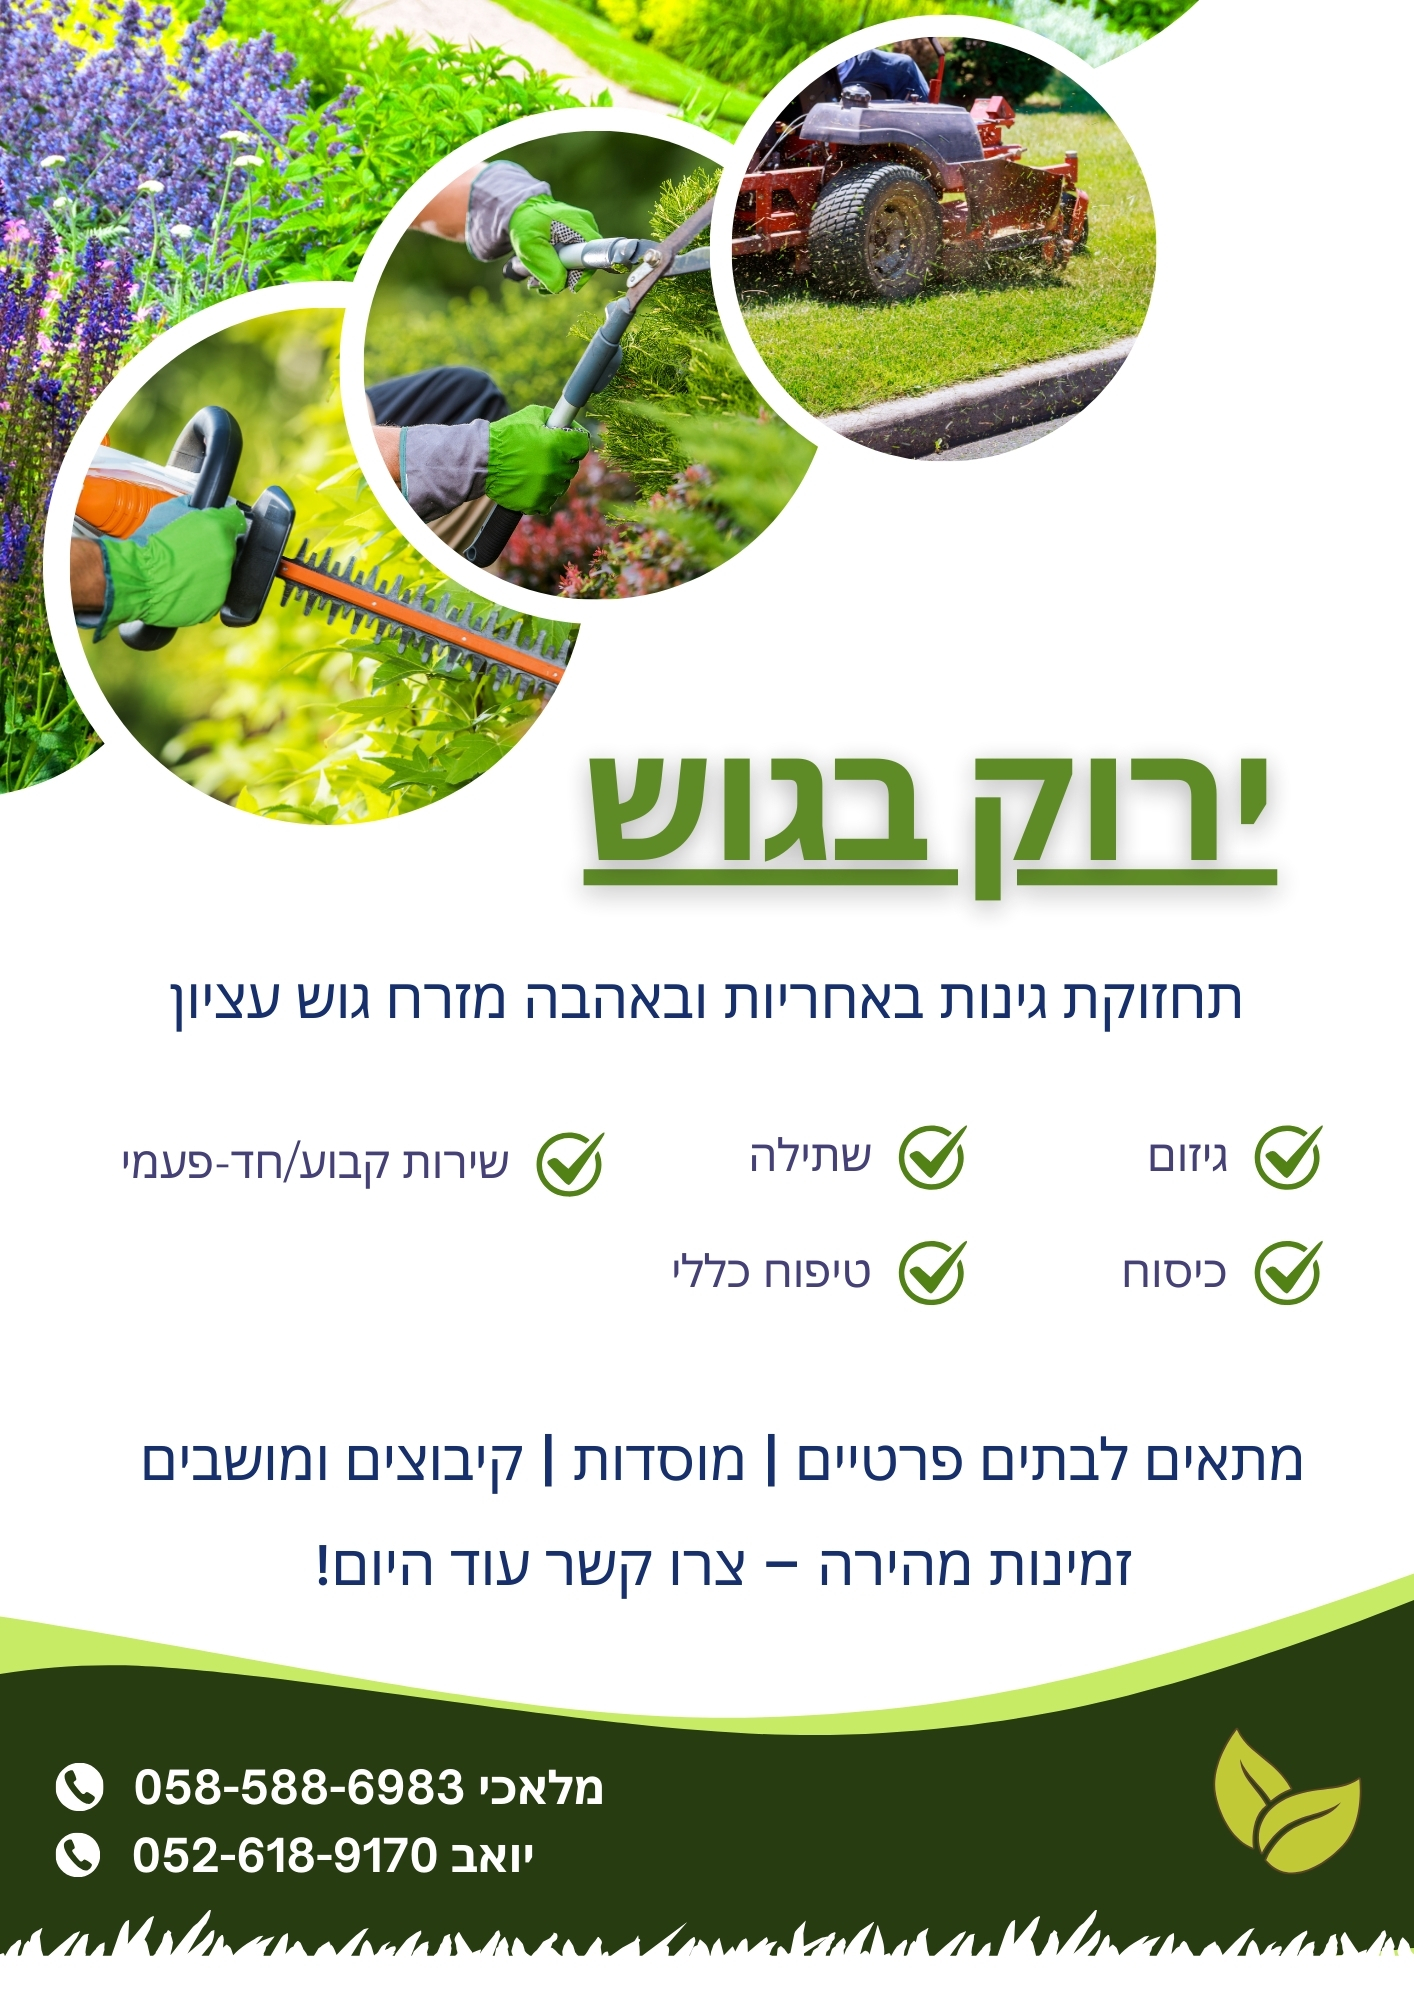 ירוק בגוש
תחזוקת גינות באחריות ובאהבה מזרח גוש עציון
גיזום
שתילה
שירות קבוע/חד-פעמי
כיסוח
טיפוח כללי
מתאים לבתים פרטיים | מוסדות | קיבוצים ומושבים
זמינות מהירה – צרו קשר עוד היום!
מלאכי 058-588-6983
יואב 052-618-9170